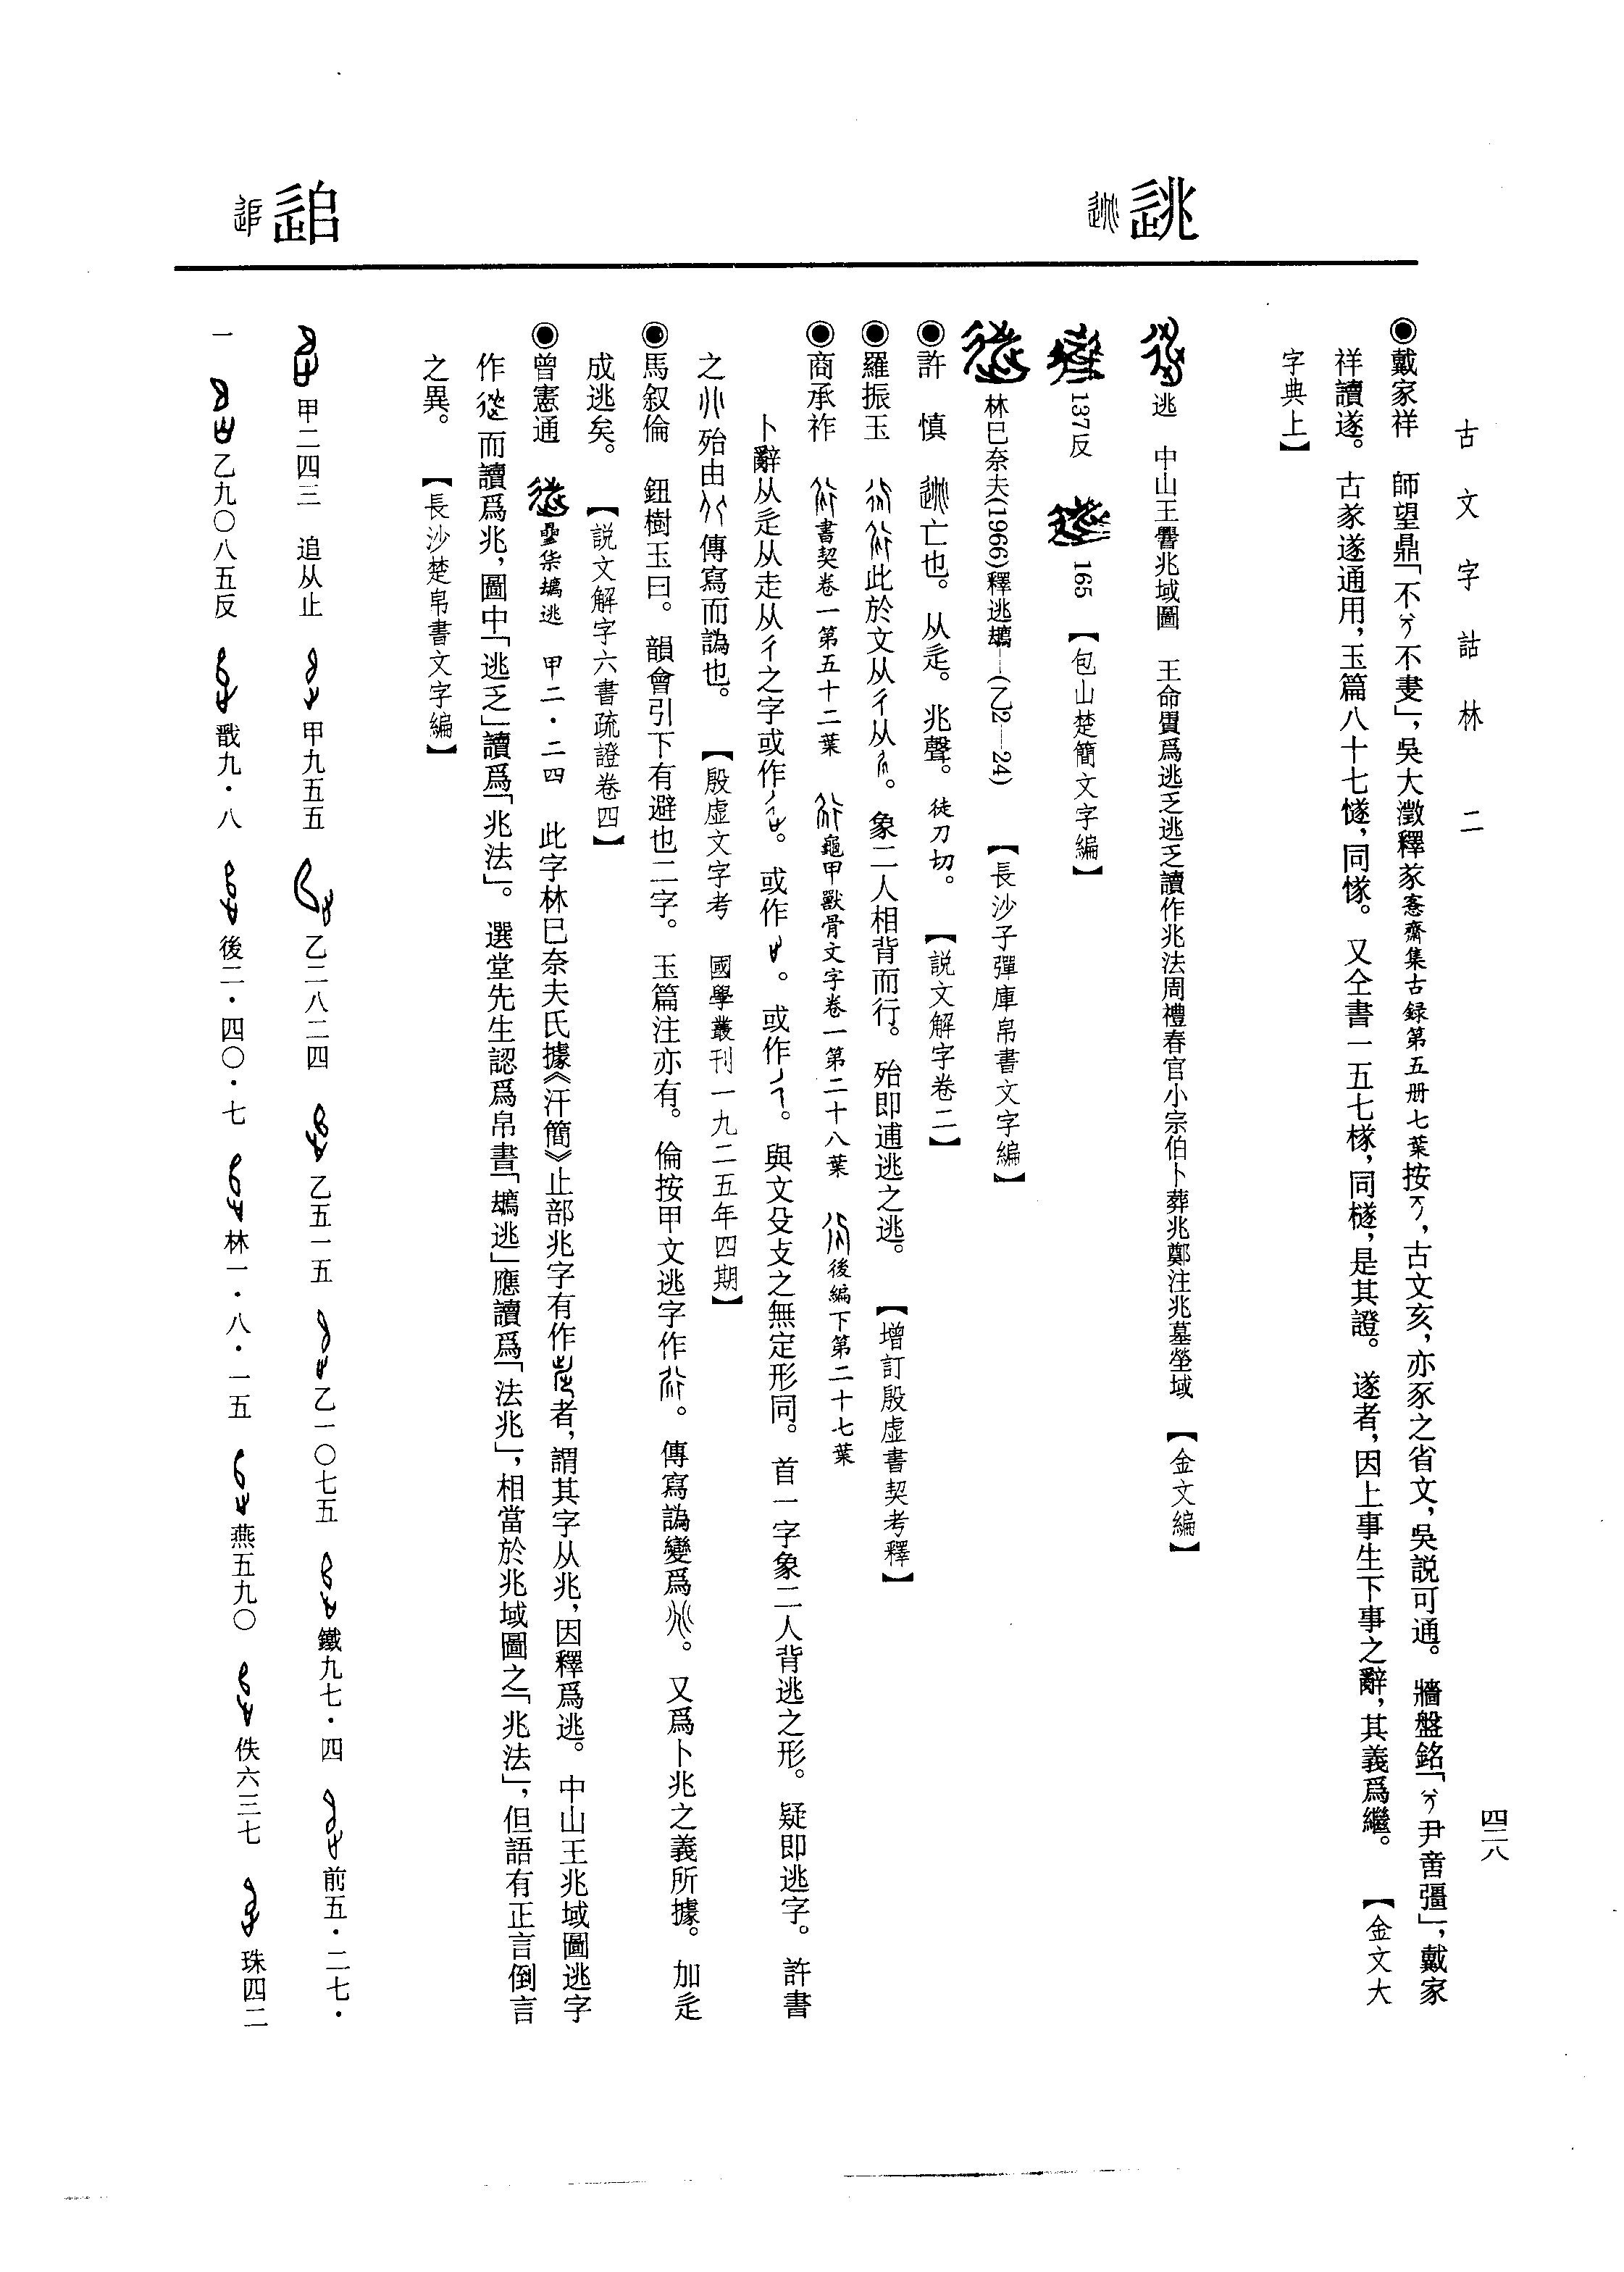 古文字詁林 二
四二八
◉戴家祥 師望鼎「不不妻」，吳大澂釋㒸愙齋集古録第五册七葉按，古文亥，亦豕之省文，吳説可通。牆盤銘「尹啻彊」，戴家
祥讀遂。古㒸遂通用，玉篇八十七㒸，同㥞。又仝書一五七㮃，同檖，是其證。遂者，因上事生下事之辭，其義爲繼。 【金文大
字典上】
逃
逃 中山王兆域圖 王命爲逃乏逃乏讀作兆法周禮春官小宗伯卜葬兆鄭注兆墓塋域 【金文編】
137反 165 【包山楚簡文字編】
林巳奈夫(1966)釋逃—(乙2—24) 【長沙子彈庫帛書文字編】
◉許 慎 亡也。从辵。兆聲。徒刀切。 【説文解字卷二】
◉羅振玉 此於文从彳从。象二人相背而行。殆即逋逃之逃。 【增訂殷虚書契考釋】
◉商承祚 書契卷一第五十二葉 龜甲獸骨文字卷一第二十八葉 後編下第二十七葉
卜辭从辵从走从彳之字或作。或作。或作。與文殳攴之無定形同。首一字象二人背逃之形。疑即逃字。許書
之殆由傳寫而譌也。 【殷虚文字考 國學叢刊一九二五年四期】
◉馬叙倫 鈕樹玉曰。韻會引下有避也二字。玉篇注亦有。倫按甲文逃字作。傳寫譌變爲。又爲卜兆之義所據。加辵
成逃矣。 【説文解字六書疏證卷四】
◉曾憲通 逃 甲二·二四 此字林巳奈夫氏據《汗簡》止部兆字有作者，謂其字从兆，因釋爲逃。中山王兆域圖逃字
作而讀爲兆，圖中「逃乏」讀爲「兆法」。選堂先生認爲帛書「逃」應讀爲「法兆」，相當於兆域圖之「兆法」，但語有正言倒言
之異。 【長沙楚帛書文字編】
追
甲二四三 追从止 甲九五五 乙二八二四 乙五一五 乙一〇七五 鐵九七·四 前五·二七·
一 乙九〇八五反 戩九·八 後二·四〇·七 林一·八·一五 燕五九〇 佚六三七 珠四二